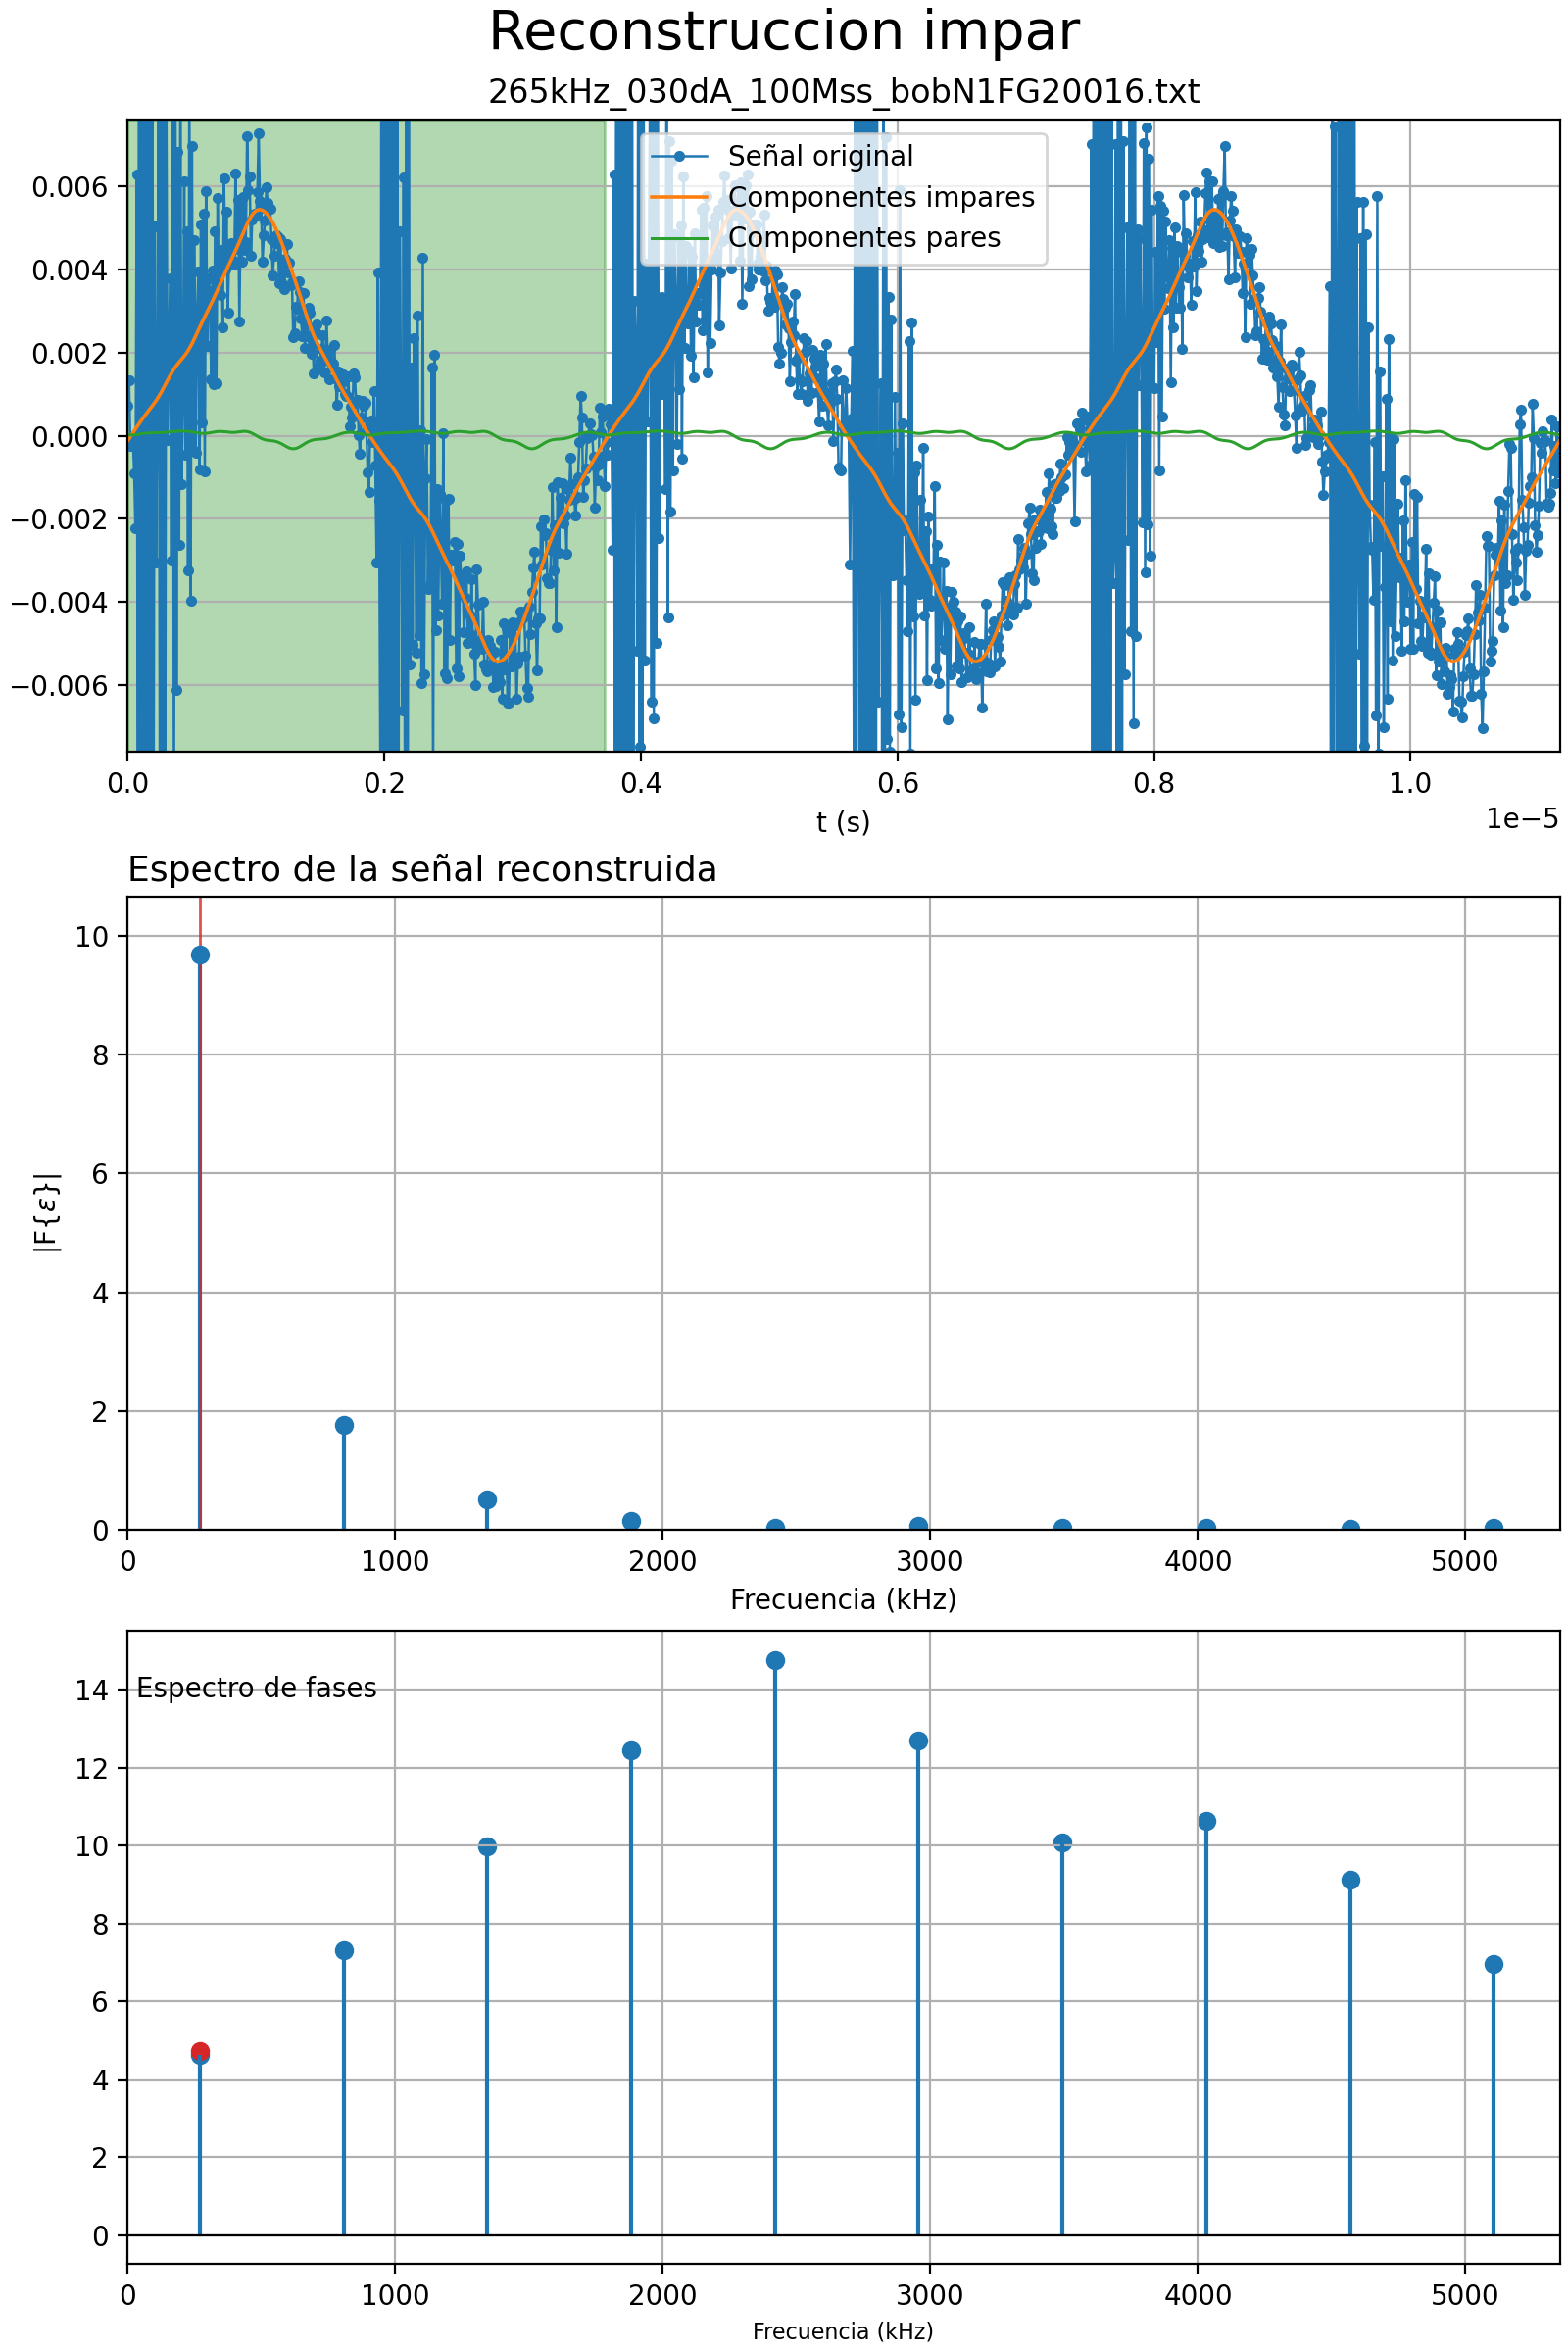 Reconstruccion impar
265kHz_030dA_100Mss_bobN1FG20016.txt
Señal original
Componentes impares
Componentes pares
0.006
0.004
0.002
0.000
−0.002
−0.004
−0.006
0.0 0.2 0.4 0.6 0.8 1.0
t (s)
1e−5
Espectro de la señal reconstruida
10
8
6
4
2
0
|F{ε}|
0 1000 2000 3000 4000 5000
Frecuencia (kHz)
Espectro de fases
14
12
10
8
6
4
2
0
0 1000 2000 3000 4000 5000
Frecuencia (kHz)